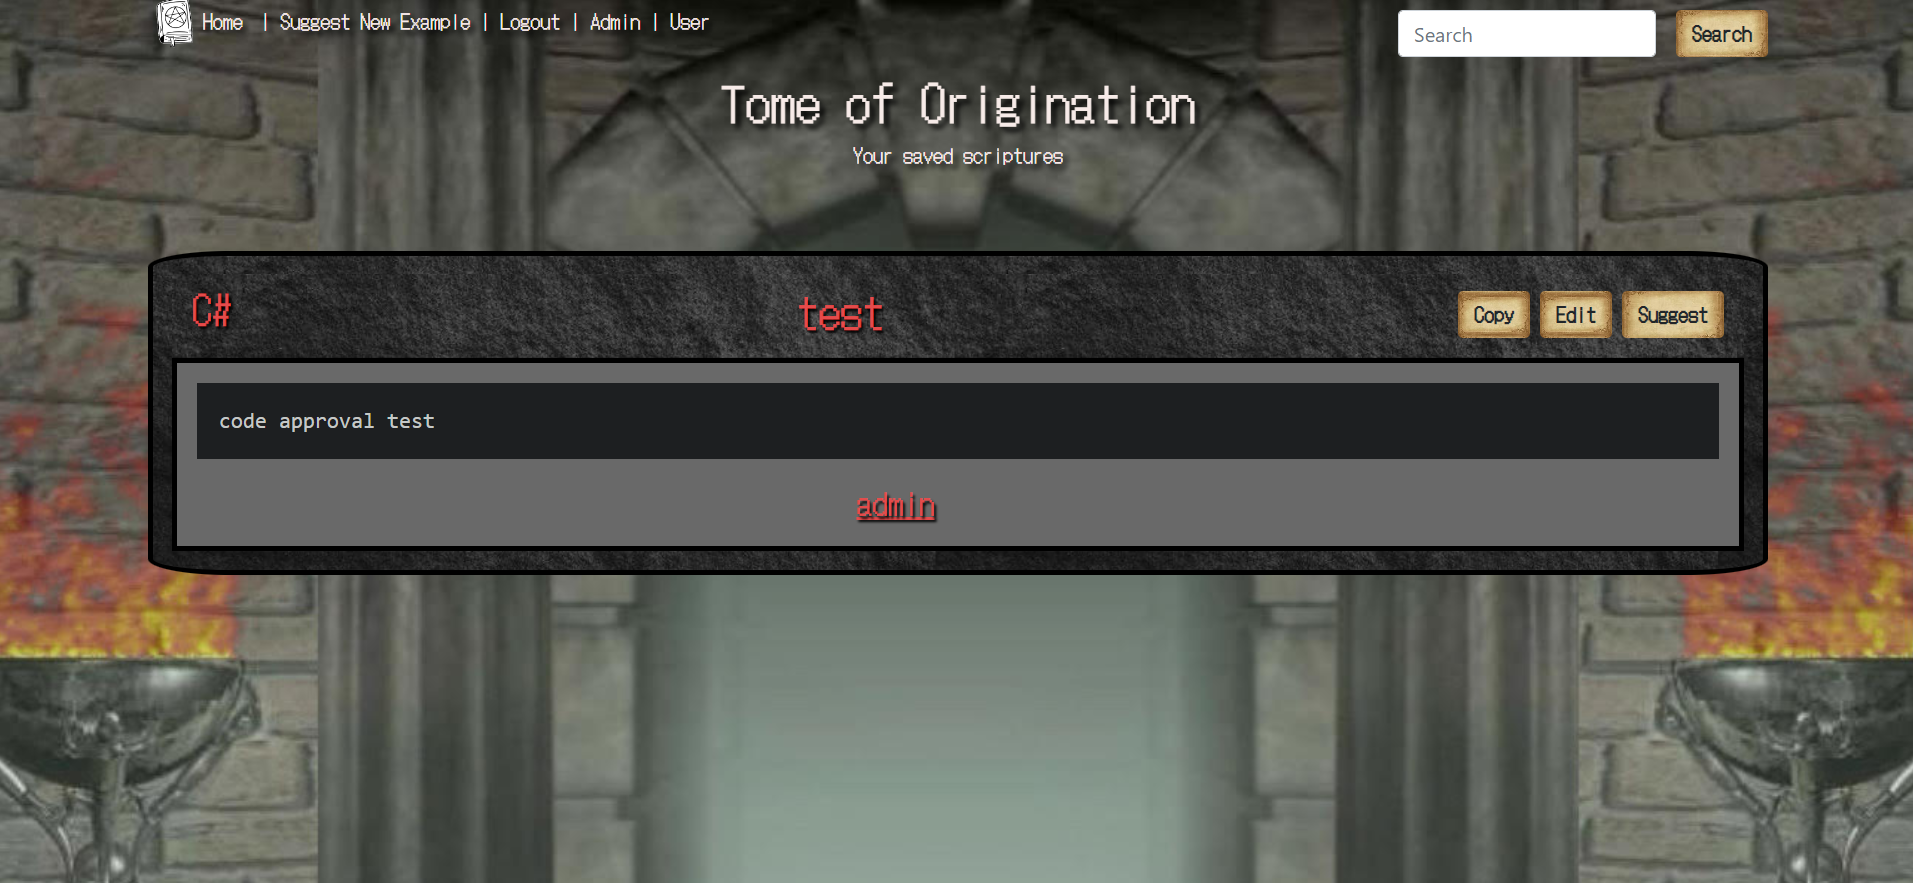 Home | Suggest New Example | Logout | Admin | User
Search
Search
Tome of Origination
Your saved scriptures
C#
test
Copy
Edit
Suggest
code approval test
admin